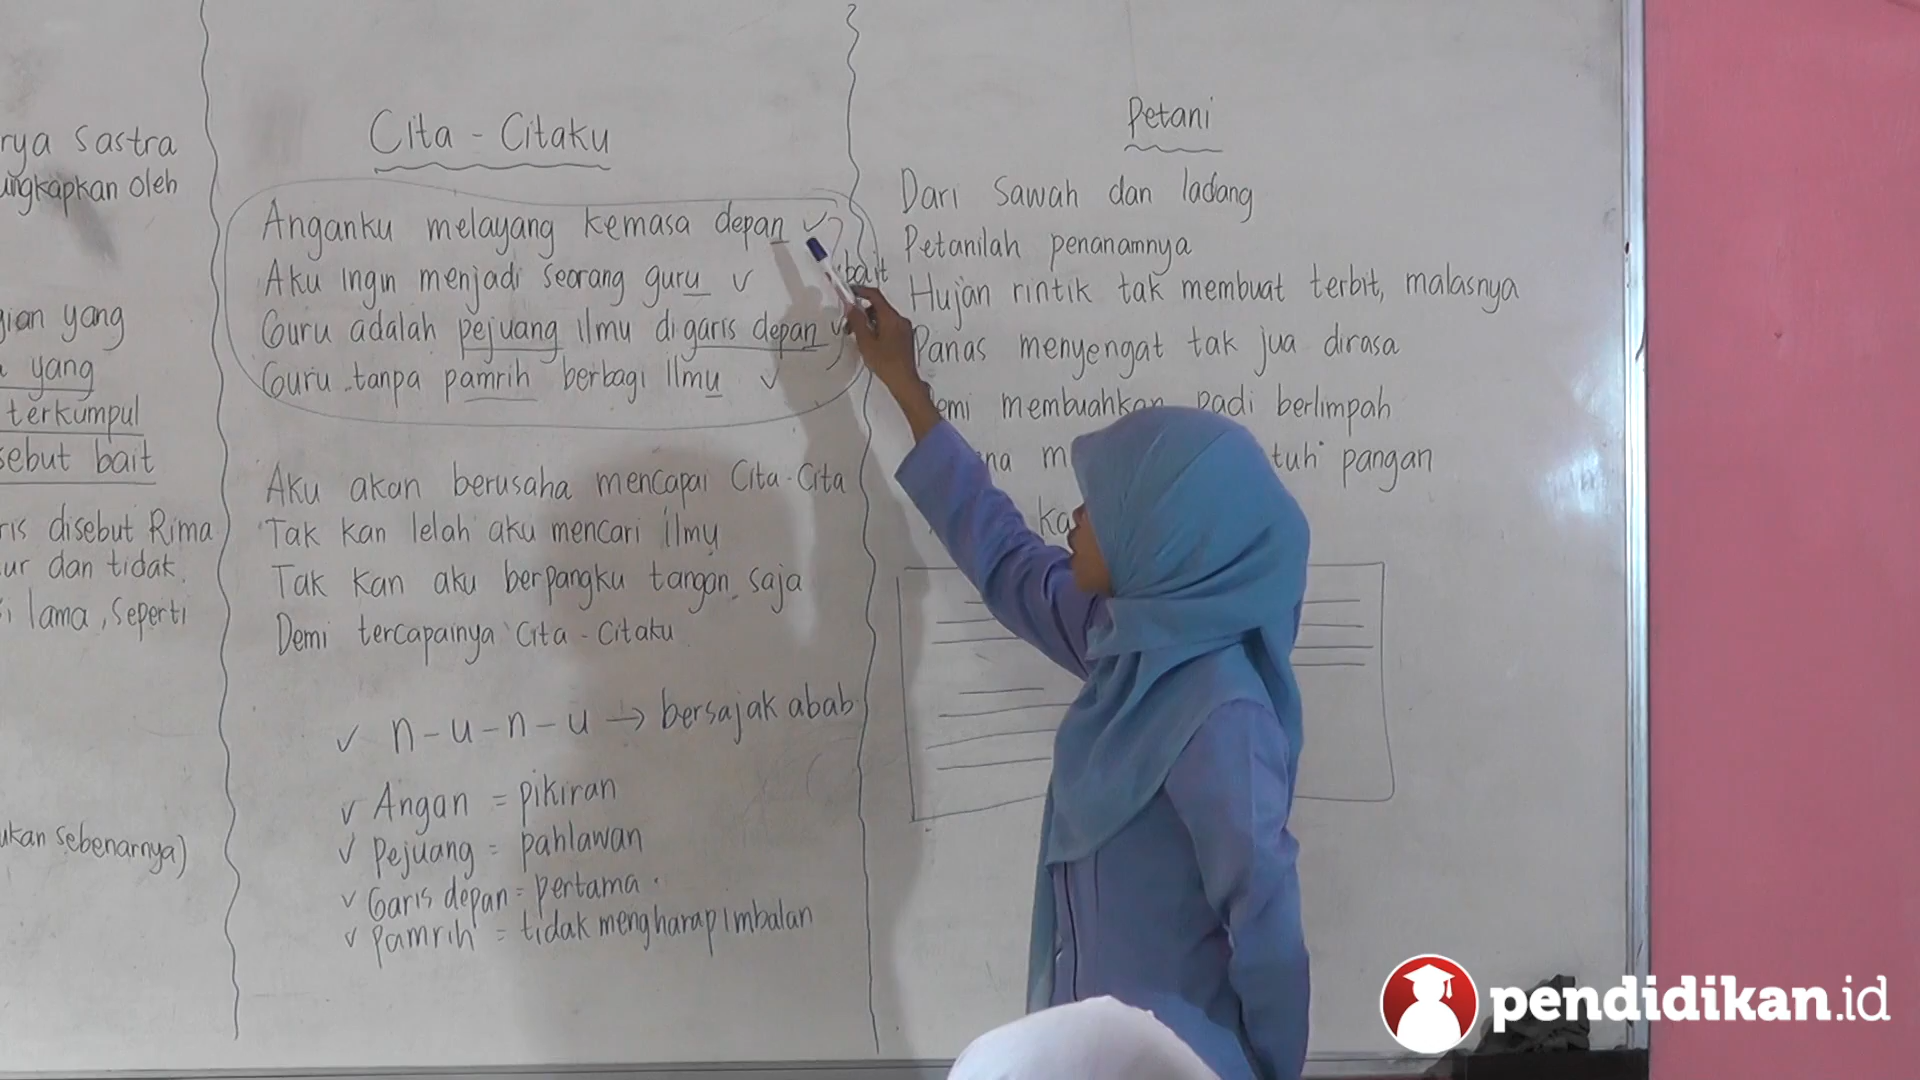 rya sastra
ungkapkan oleh
gian yang
yang
terkumpul
sebut bait
ris disebut Rima
ur dan tidak
i lama, seperti
ukan sebenarnya)
Cita - Citaku
Anganku melayang kemasa depan
Aku ingin menjadi seorang guru
Guru adalah pejuang ilmu digaris depan
Guru tanpa pamrih berbagi ilmu
bait
Aku akan berusaha mencapai Cita-Cita
Tak kan lelah aku mencari ilmu
Tak kan aku berpangku tangan saja
Demi tercapainya Cita - Citaku
✓ n - u - n - u → bersajak abab
✓ Angan = pikiran
✓ Pejuang = pahlawan
✓ Garis depan = pertama
✓ Pamrih = tidak mengharap imbalan
Petani
Dari Sawah dan ladang
Petanilah penanamnya
Hujan rintik tak membuat terbit, malasnya
Panas menyengat tak jua dirasa
emi membuahkan padi berlimpah
na m tuh pangan
ka
pendidikan.id